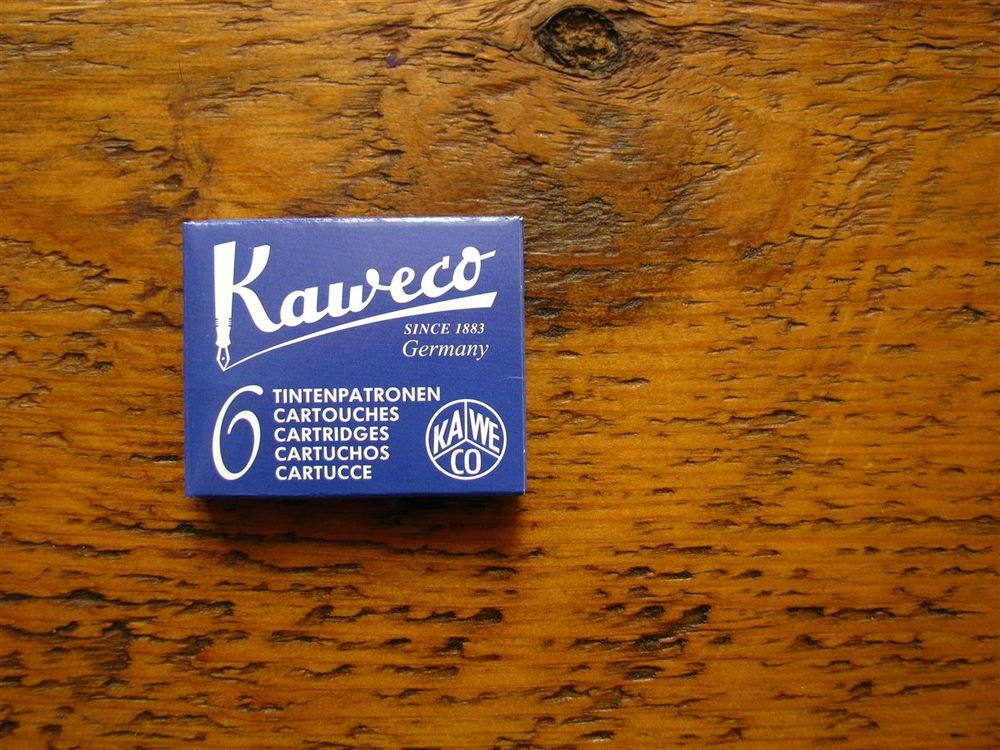 Kaweco
SINCE 1883
Germany
6
TINTENPATRONEN
CARTOUCHES
CARTRIDGES
CARTUCHOS
CARTUCCE
KA WE
CO